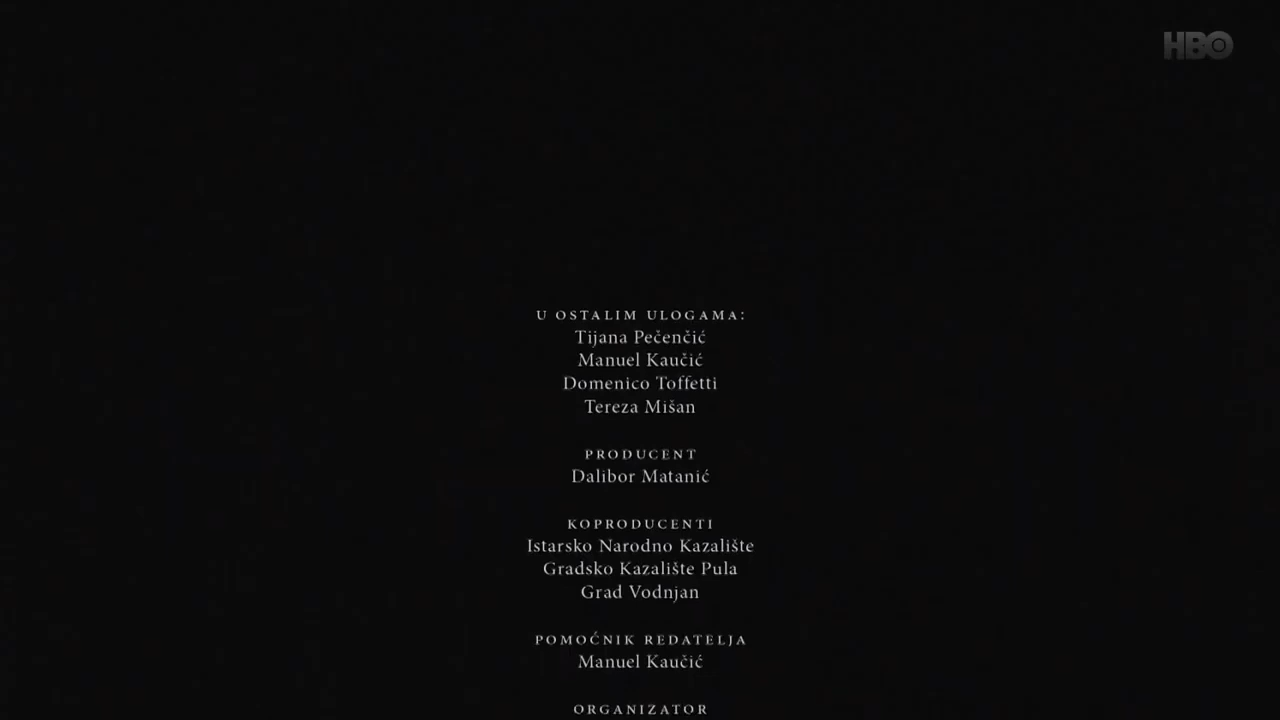 HBO
U OSTALIM ULOGAMA:
Tijana Pečenčić
Manuel Kaučić
Domenico Toffetti
Tereza Mišan
PRODUCENT
Dalibor Matanić
KOPRODUCENTI
Istarsko Narodno Kazalište
Gradsko Kazalište Pula
Grad Vodnjan
POMOĆNIK REDATELJA
Manuel Kaučić
ORGANIZATOR